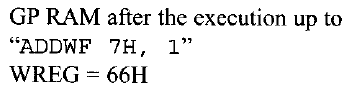 GP RAM after the execution up to
“ADDWF 7H, 1”
WREG = 66H